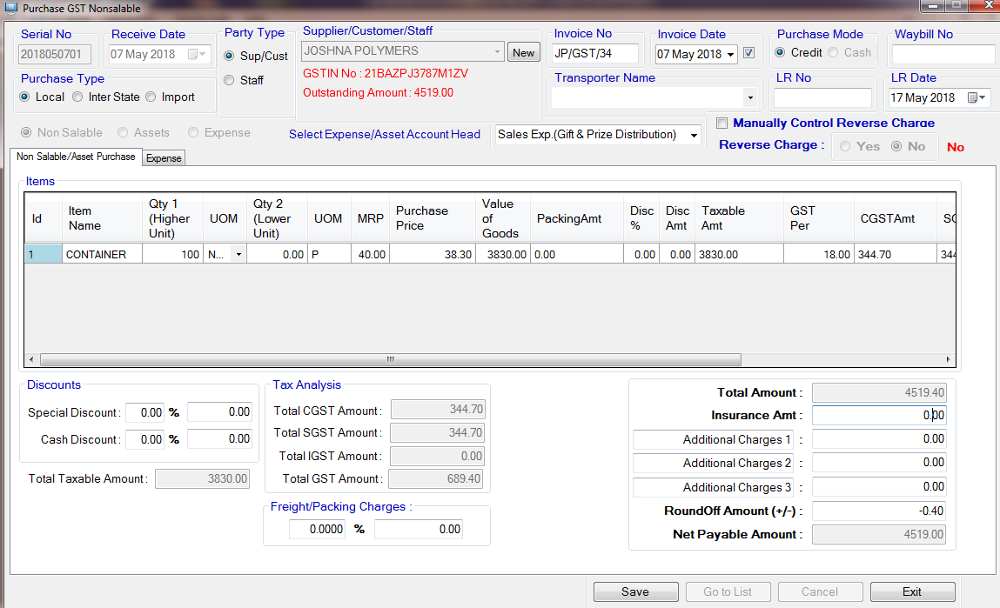 Purchase GST Nonsalable
Serial No
2018050701
Receive Date
07 May 2018
Party Type
Sup/Cust
Staff
Supplier/Customer/Staff
JOSHNA POLYMERS
New
GSTIN No : 21BAZPJ3787M1ZV
Outstanding Amount : 4519.00
Invoice No
JP/GST/34
Invoice Date
07 May 2018
Purchase Mode
Credit Cash
Waybill No
Purchase Type
Local Inter State Import
Transporter Name
LR No
LR Date
17 May 2018
Non Salable Assets Expense
Select Expense/Asset Account Head
Sales Exp.(Gift & Prize Distribution)
Manually Control Reverse Charge
Reverse Charge : Yes No No
Non Salable/Asset Purchase Expense
Items
Id Item Name Qty 1 (Higher Unit) UOM Qty 2 (Lower Unit) UOM MRP Purchase Price Value of Goods PackingAmt Disc % Disc Amt Taxable Amt GST Per CGSTAmt SC
1 CONTAINER 100 N... 0.00 P 40.00 38.30 3830.00 0.00 0.00 0.00 3830.00 18.00 344.70 344
Discounts
Special Discount : 0.00 % 0.00
Cash Discount : 0.00 % 0.00
Total Taxable Amount : 3830.00
Tax Analysis
Total CGST Amount : 344.70
Total SGST Amount : 344.70
Total IGST Amount : 0.00
Total GST Amount : 689.40
Freight/Packing Charges :
0.0000 % 0.00
Total Amount : 4519.40
Insurance Amt : 0.00
Additional Charges 1 : 0.00
Additional Charges 2 : 0.00
Additional Charges 3 : 0.00
RoundOff Amount (+/-) : -0.40
Net Payable Amount : 4519.00
Save Go to List Cancel Exit